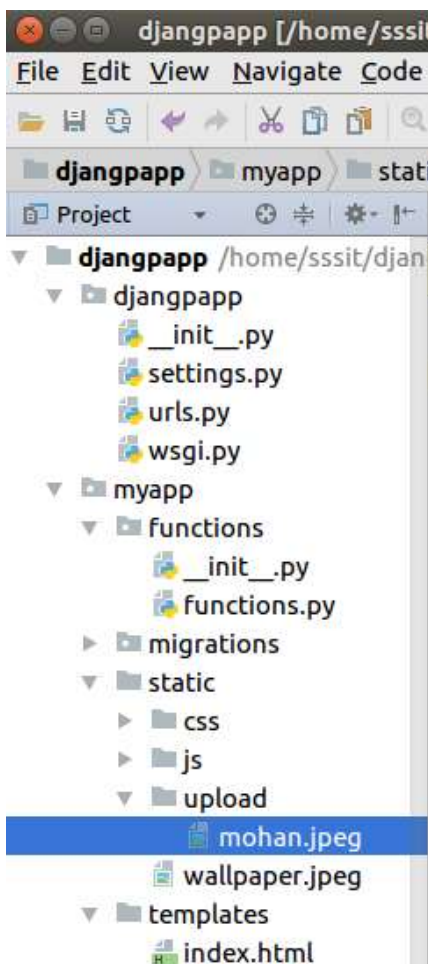 djangpapp [/home/sssit
File Edit View Navigate Code
djangpapp myapp stati
Project
djangpapp /home/sssit/djan
djangpapp
__init__.py
settings.py
urls.py
wsgi.py
myapp
functions
__init__.py
functions.py
migrations
static
css
js
upload
mohan.jpeg
wallpaper.jpeg
templates
index.html